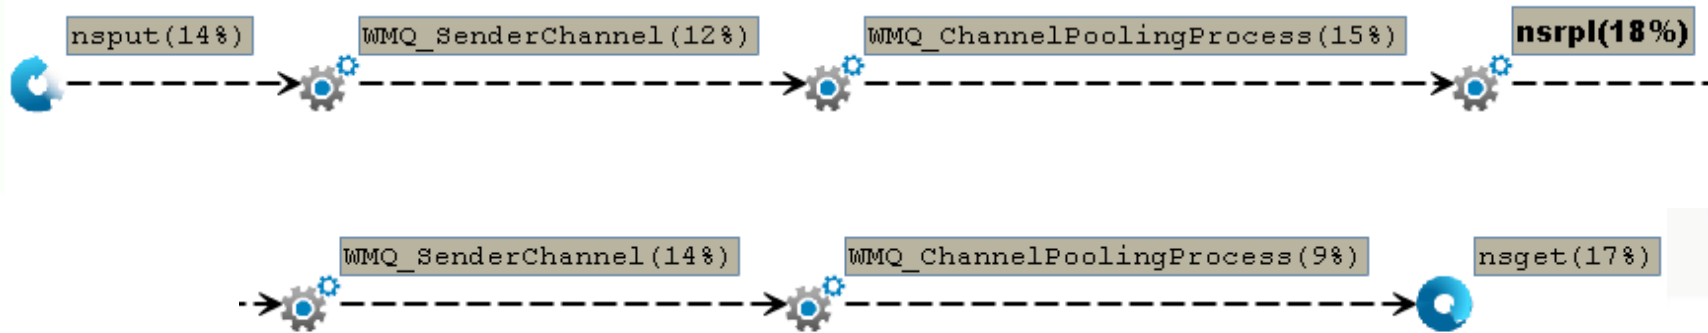 nsput(14%)
WMQ_SenderChannel(12%)
WMQ_ChannelPoolingProcess(15%)
nsrpl(18%)
WMQ_SenderChannel(14%)
WMQ_ChannelPoolingProcess(9%)
nsget(17%)